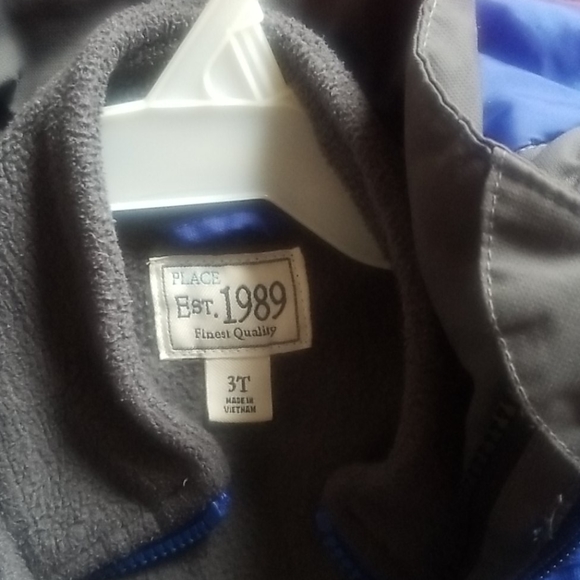 PLACE
EST. 1989
Finest Quality
3T
MADE IN
VIETNAM